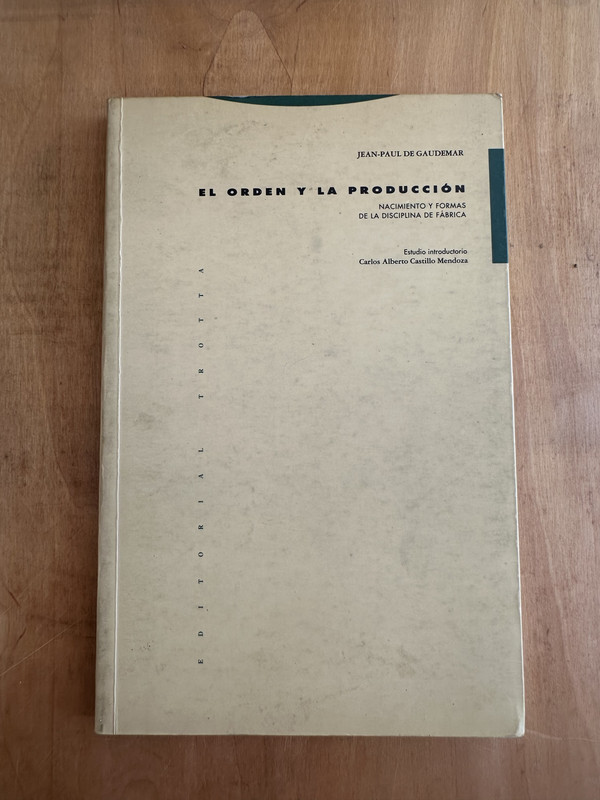 JEAN-PAUL DE GAUDEMAR
EL ORDEN Y LA PRODUCCIÓN
NACIMIENTO Y FORMAS
DE LA DISCIPLINA DE FÁBRICA
Estudio introductorio
Carlos Alberto Castillo Mendoza
EDITORIAL TROTTA